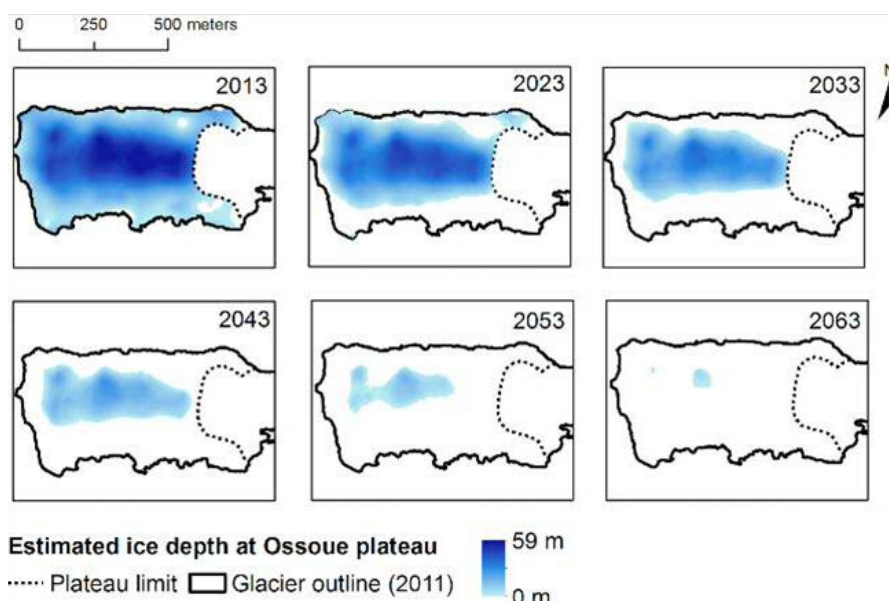 0 250 500 meters
N
2013
2023
2033
2043
2053
2063
Estimated ice depth at Ossoue plateau
59 m
Plateau limit
Glacier outline (2011)
0 m